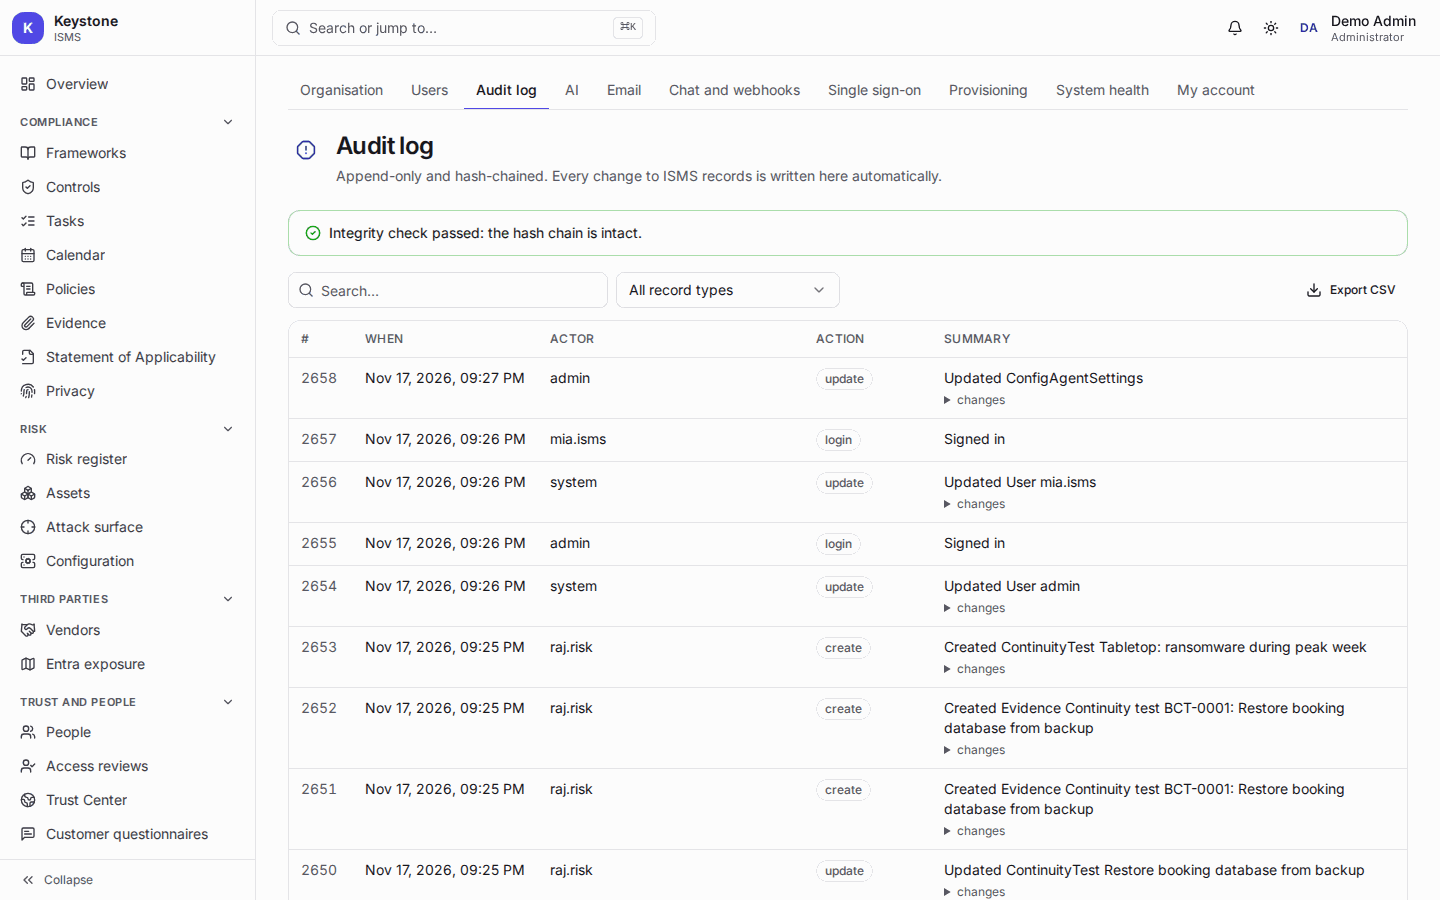 K
Keystone
ISMS
Search or jump to...
⌘K
DA
Demo Admin
Administrator
Overview
COMPLIANCE
Frameworks
Controls
Tasks
Calendar
Policies
Evidence
Statement of Applicability
Privacy
RISK
Risk register
Assets
Attack surface
Configuration
THIRD PARTIES
Vendors
Entra exposure
TRUST AND PEOPLE
People
Access reviews
Trust Center
Customer questionnaires
Collapse
Organisation Users Audit log AI Email Chat and webhooks Single sign-on Provisioning System health My account
Audit log
Append-only and hash-chained. Every change to ISMS records is written here automatically.
Integrity check passed: the hash chain is intact.
Search...
All record types
Export CSV
# WHEN ACTOR ACTION SUMMARY
2658 Nov 17, 2026, 09:27 PM admin update Updated ConfigAgentSettings
changes
2657 Nov 17, 2026, 09:26 PM mia.isms login Signed in
2656 Nov 17, 2026, 09:26 PM system update Updated User mia.isms
changes
2655 Nov 17, 2026, 09:26 PM admin login Signed in
2654 Nov 17, 2026, 09:26 PM system update Updated User admin
changes
2653 Nov 17, 2026, 09:25 PM raj.risk create Created ContinuityTest Tabletop: ransomware during peak week
changes
2652 Nov 17, 2026, 09:25 PM raj.risk create Created Evidence Continuity test BCT-0001: Restore booking
database from backup
changes
2651 Nov 17, 2026, 09:25 PM raj.risk create Created Evidence Continuity test BCT-0001: Restore booking
database from backup
changes
2650 Nov 17, 2026, 09:25 PM raj.risk update Updated ContinuityTest Restore booking database from backup
changes